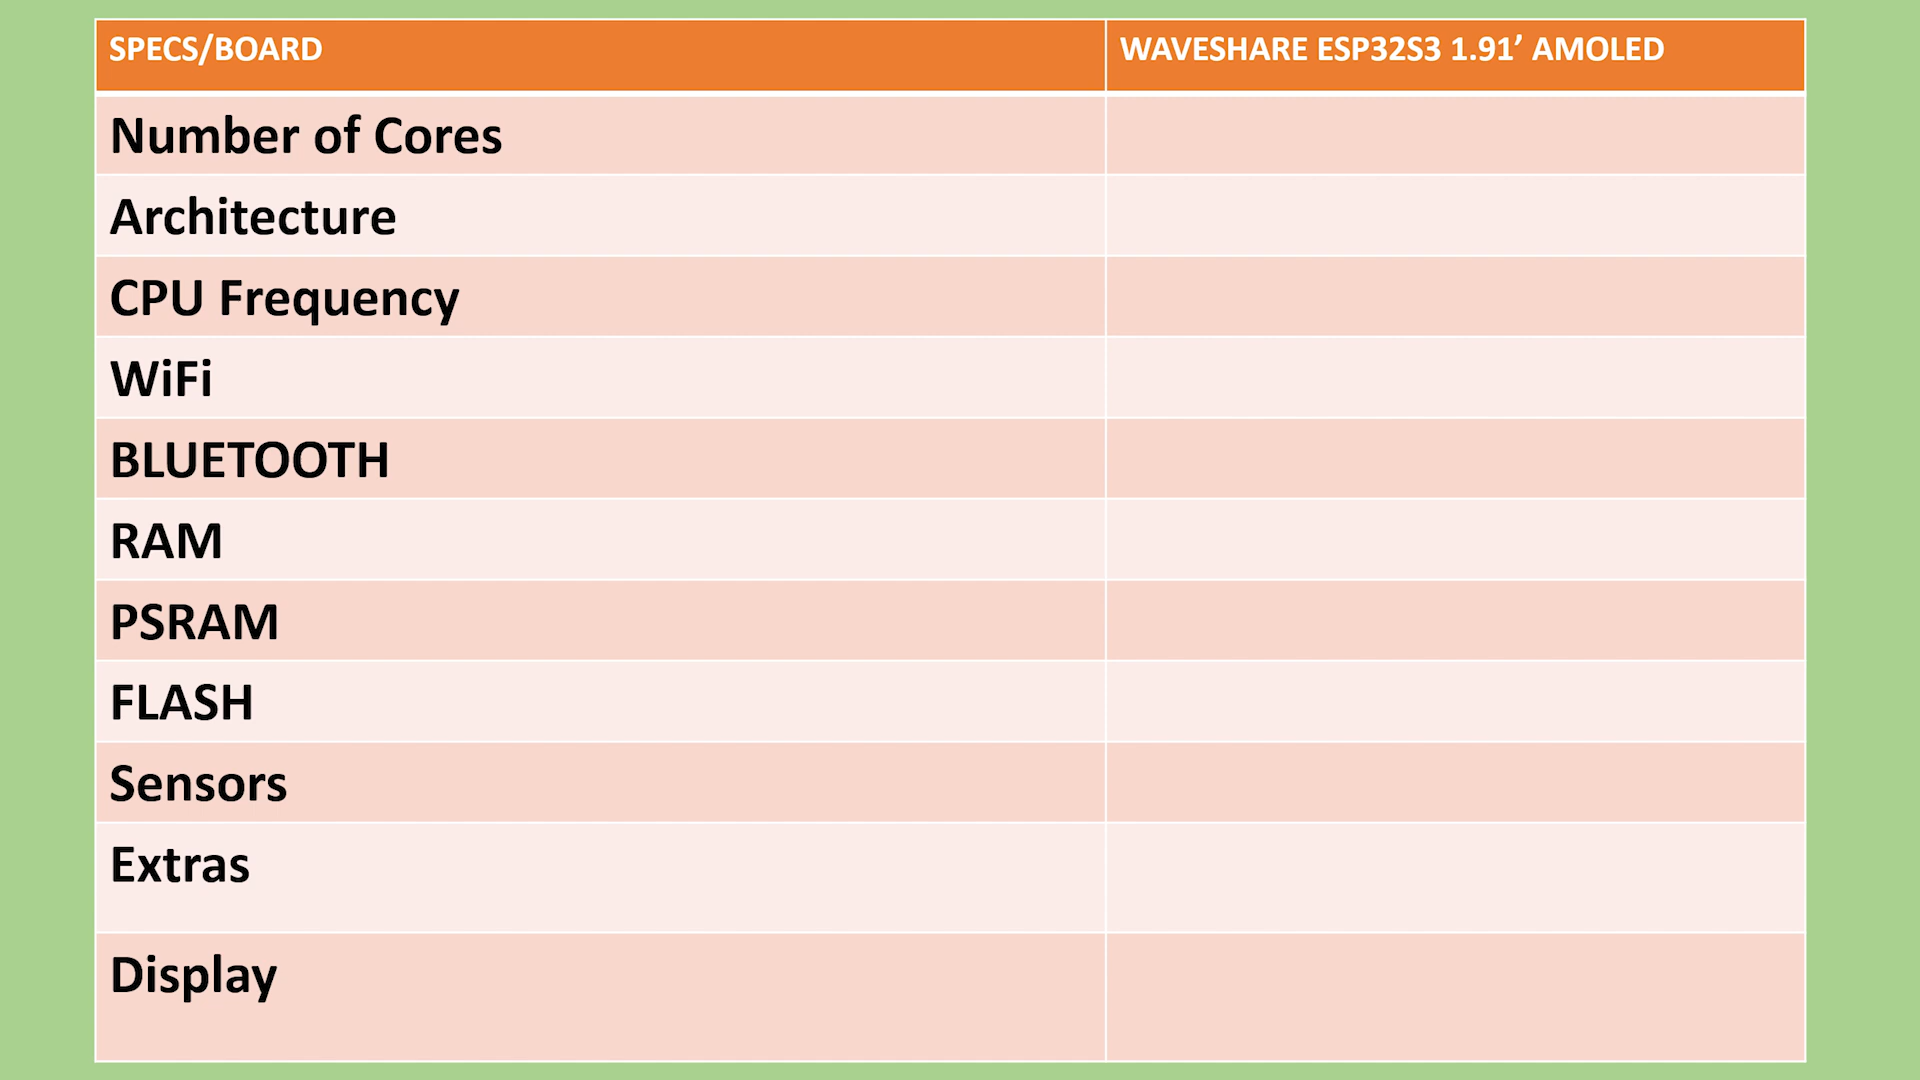 SPECS/BOARD
WAVESHARE ESP32S3 1.91’ AMOLED
Number of Cores
Architecture
CPU Frequency
WiFi
BLUETOOTH
RAM
PSRAM
FLASH
Sensors
Extras
Display